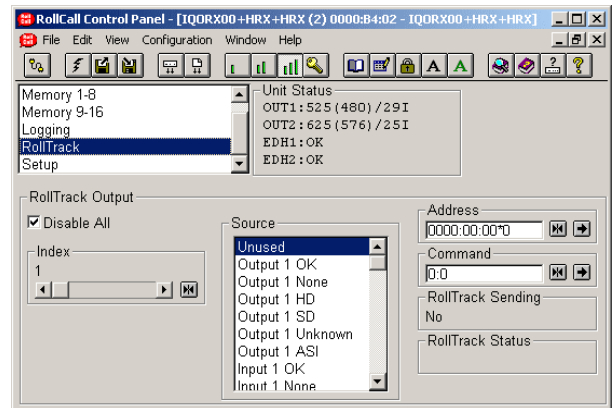 RollCall Control Panel - [IQORX00+HRX+HRX (2) 0000:B4:02 - IQORX00+HRX+HRX]
File Edit View Configuration Window Help
A A
Memory 1-8
Memory 9-16
Logging
RollTrack
Setup
Unit Status
OUT1:525(480)/29I
OUT2:625(576)/25I
EDH1:OK
EDH2:OK
RollTrack Output
Disable All
Index
1
Source
Unused
Output 1 OK
Output 1 None
Output 1 HD
Output 1 SD
Output 1 Unknown
Output 1 ASI
Input 1 OK
Input 1 None
Address
0000:00:00*0
Command
0:0
RollTrack Sending
No
RollTrack Status